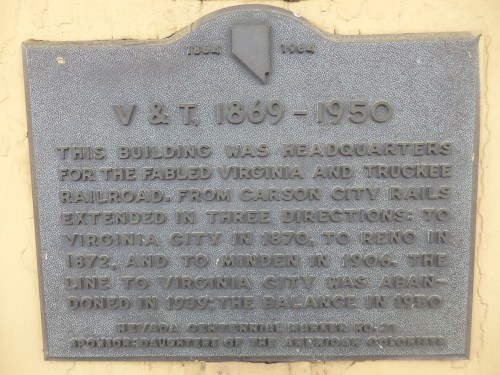 1864 1964
V & T, 1869-1950
THIS BUILDING WAS HEADQUARTERS
FOR THE FABLED VIRGINIA AND TRUCKEE
RAILROAD. FROM CARSON CITY RAILS
EXTENDED IN THREE DIRECTIONS: TO
VIRGINIA CITY IN 1870, TO RENO IN
1872, AND TO MINDEN IN 1906. THE
LINE TO VIRGINIA CITY WAS ABAN-
DONED IN 1939; THE BALANCE IN 1950
NEVADA CENTENNIAL MARKER NO. 21
SPONSOR: DAUGHTERS OF THE AMERICAN COLONISTS